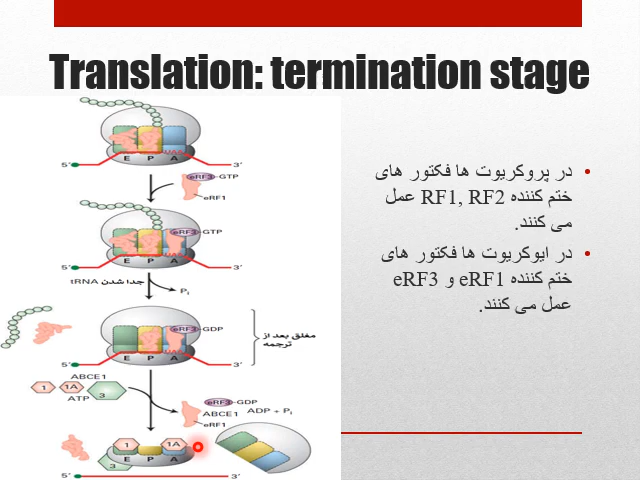 Translation: termination stage
E P A
5' 3'
eRF3-GTP
eRF1
eRF3-GTP
E P A
5' 3'
جدا شدن tRNA
Pi
eRF3-GDP
مغلق بعد از
ترجمه
E P A
5' 3'
ABCE1
1 1A 3
ATP
eRF3-GDP
ABCE1 ADP + Pi
eRF1
1 1A
E P A
3
5' 3'
• در پروکریوت ها فکتور های
ختم کننده RF1, RF2 عمل
می کنند.
• در ایوکریوت ها فکتور های
ختم کننده eRF1 و eRF3
عمل می کنند.